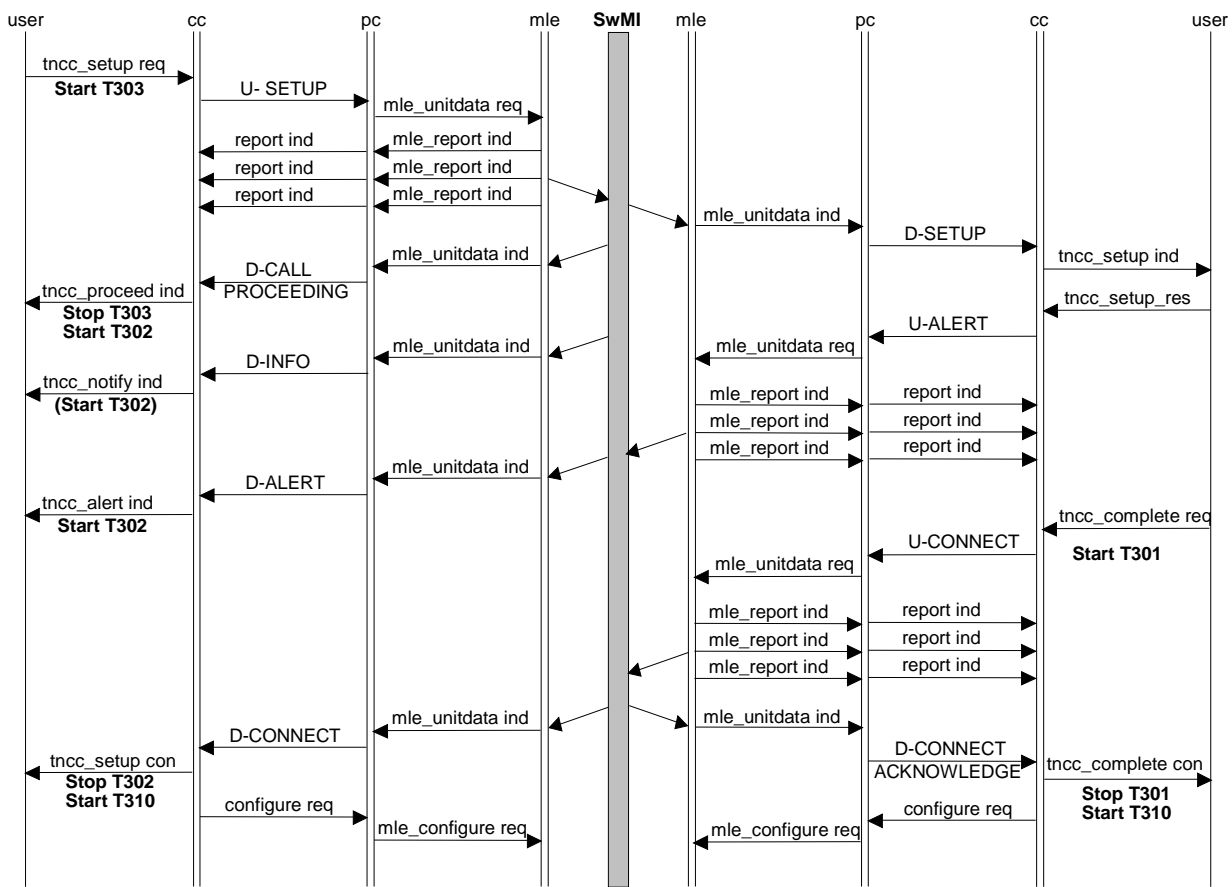 user cc pc mle SwMI mle pc cc user
tncc_setup req
Start T303
U- SETUP
mle_unitdata req
report ind mle_report ind
report ind mle_report ind
report ind mle_report ind
mle_unitdata ind
D-SETUP
mle_unitdata ind
tncc_setup ind
D-CALL
PROCEEDING
tncc_proceed ind
Stop T303
Start T302
tncc_setup_res
U-ALERT
mle_unitdata ind
mle_unitdata req
D-INFO
tncc_notify ind
(Start T302)
mle_report ind report ind
mle_report ind report ind
mle_report ind report ind
mle_unitdata ind
D-ALERT
tncc_alert ind
Start T302
tncc_complete req
Start T301
U-CONNECT
mle_unitdata req
mle_report ind report ind
mle_report ind report ind
mle_report ind report ind
mle_unitdata ind
mle_unitdata ind
D-CONNECT
D-CONNECT
ACKNOWLEDGE
tncc_setup con
Stop T302
Start T310
tncc_complete con
Stop T301
Start T310
configure req
configure req
mle_configure req
mle_configure req